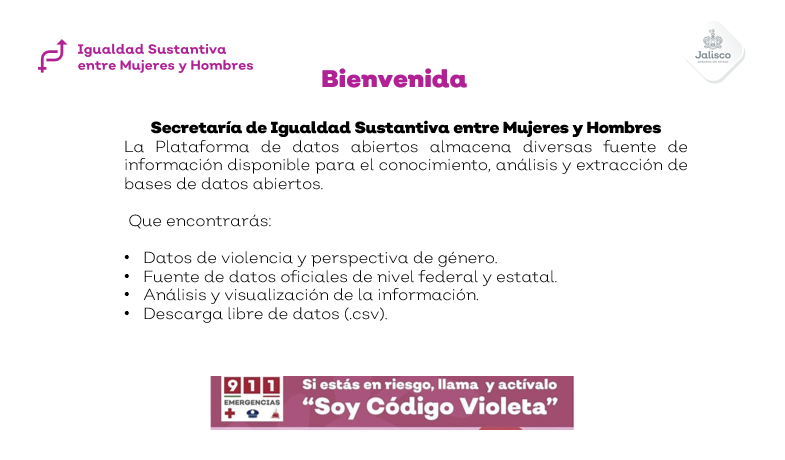 Igualdad Sustantiva
entre Mujeres y Hombres
Jalisco
Bienvenida
Secretaría de Igualdad Sustantiva entre Mujeres y Hombres
La Plataforma de datos abiertos almacena diversas fuente de
información disponible para el conocimiento, análisis y extracción de
bases de datos abiertos.
Que encontrarás:
• Datos de violencia y perspectiva de género.
• Fuente de datos oficiales de nivel federal y estatal.
• Análisis y visualización de la información.
• Descarga libre de datos (.csv).
911
EMERGENCIAS
Si estás en riesgo, llama y actívalo
“Soy Código Violeta”